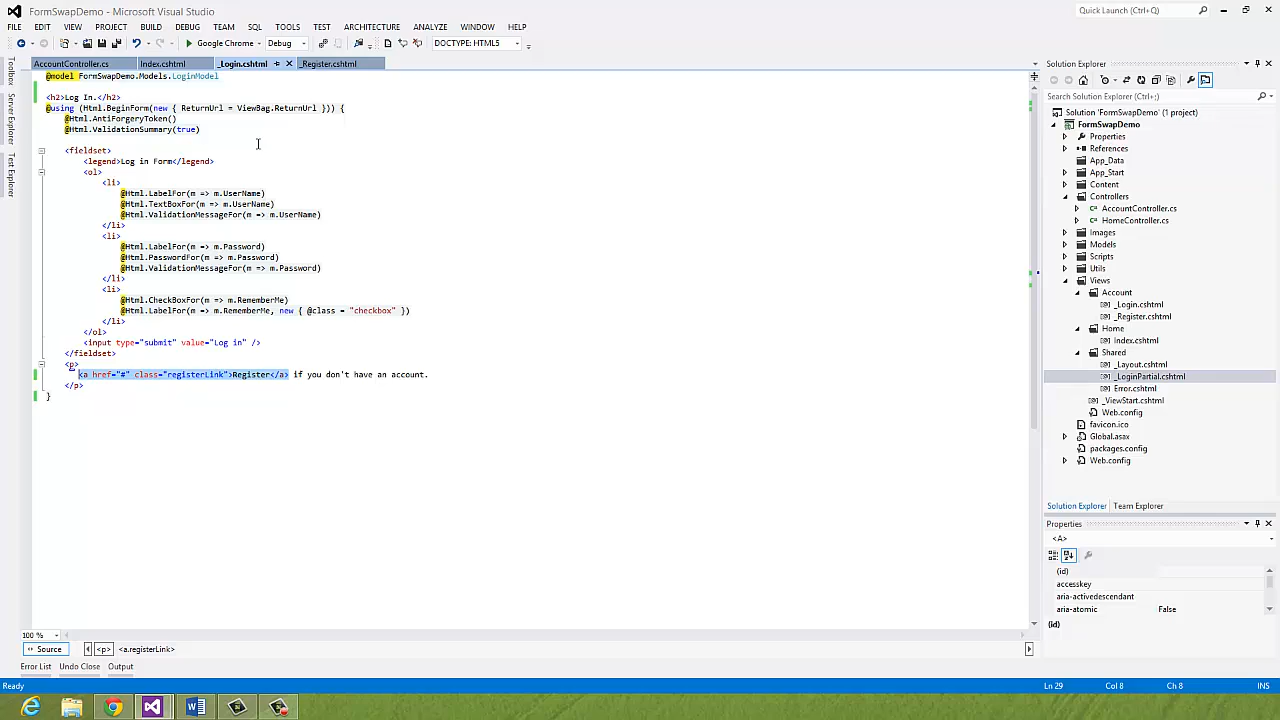 FormSwapDemo - Microsoft Visual Studio
Quick Launch (Ctrl+Q)
FILE EDIT VIEW PROJECT BUILD DEBUG TEAM SQL TOOLS TEST ARCHITECTURE ANALYZE WINDOW HELP
Google Chrome Debug DOCTYPE: HTML5
AccountController.cs Index.cshtml _Login.cshtml _Register.cshtml
Toolbox
Server Explorer
Test Explorer
@model FormSwapDemo.Models.LoginModel
<h2>Log In.</h2>
@using (Html.BeginForm(new { ReturnUrl = ViewBag.ReturnUrl })) {
@Html.AntiForgeryToken()
@Html.ValidationSummary(true)
<fieldset>
<legend>Log in Form</legend>
<ol>
<li>
@Html.LabelFor(m => m.UserName)
@Html.TextBoxFor(m => m.UserName)
@Html.ValidationMessageFor(m => m.UserName)
</li>
<li>
@Html.LabelFor(m => m.Password)
@Html.PasswordFor(m => m.Password)
@Html.ValidationMessageFor(m => m.Password)
</li>
<li>
@Html.CheckBoxFor(m => m.RememberMe)
@Html.LabelFor(m => m.RememberMe, new { @class = "checkbox" })
</li>
</ol>
<input type="submit" value="Log in" />
</fieldset>
<p>
<a href="#" class="registerLink">Register</a> if you don't have an account.
</p>
}
100 %
Source <p> <a.registerLink>
Error List Undo Close Output
Solution Explorer
Search Solution Explorer (Ctrl+;)
Solution 'FormSwapDemo' (1 project)
FormSwapDemo
Properties
References
App_Data
App_Start
Content
Controllers
AccountController.cs
HomeController.cs
Images
Models
Scripts
Utils
Views
Account
_Login.cshtml
_Register.cshtml
Home
Index.cshtml
Shared
_Layout.cshtml
_LoginPartial.cshtml
Error.cshtml
_ViewStart.cshtml
Web.config
favicon.ico
Global.asax
packages.config
Web.config
Solution Explorer Team Explorer
Properties
<A>
(id)
accesskey
aria-activedescendant
aria-atomic False
(id)
Ready Ln 29 Col 8 Ch 8 INS